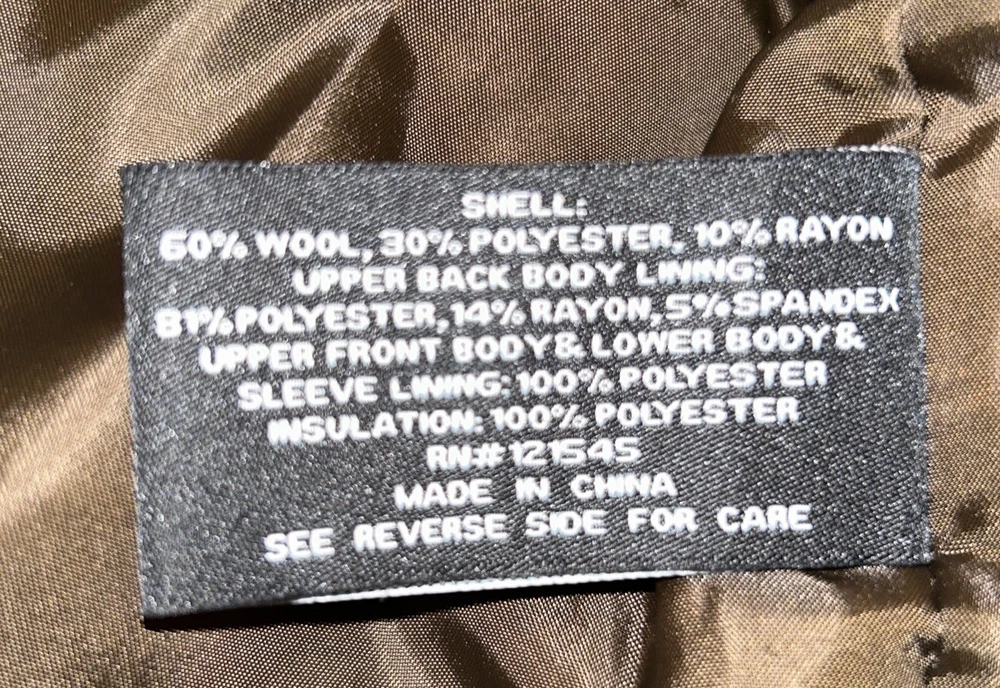 SHELL:
60% WOOL, 30% POLYESTER, 10% RAYON
UPPER BACK BODY LINING:
81% POLYESTER, 14% RAYON, 5% SPANDEX
UPPER FRONT BODY & LOWER BODY &
SLEEVE LINING: 100% POLYESTER
INSULATION: 100% POLYESTER
RN# 121545
MADE IN CHINA
SEE REVERSE SIDE FOR CARE